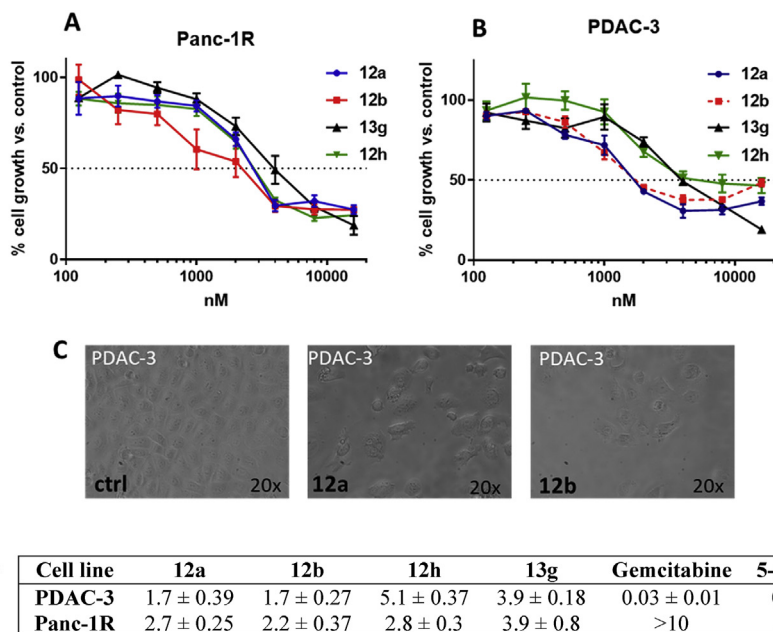 A
Panc-1R
% cell growth vs. control
100
50
0
100
1000
10000
nM
12a
12b
13g
12h
B
PDAC-3
% cell growth vs. control
100
50
0
100
1000
10000
nM
12a
12b
13g
12h
C
PDAC-3
ctrl
20x
PDAC-3
12a
20x
PDAC-3
12b
20x
Cell line 12a 12b 12h 13g Gemcitabine 5-
PDAC-3 1.7 ± 0.39 1.7 ± 0.27 5.1 ± 0.37 3.9 ± 0.18 0.03 ± 0.01
Panc-1R 2.7 ± 0.25 2.2 ± 0.37 2.8 ± 0.3 3.9 ± 0.8 >10